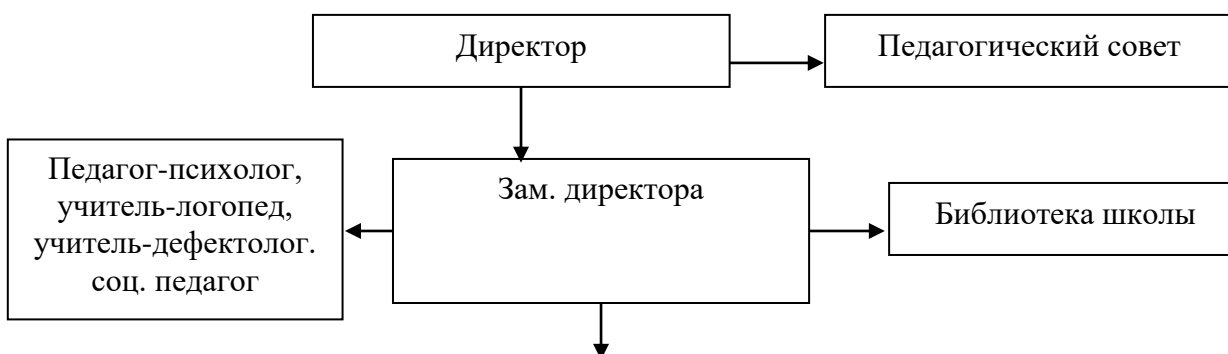 Директор
Педагогический совет
Педагог-психолог,
учитель-логопед,
учитель-дефектолог.
соц. педагог
Зам. директора
Библиотека школы